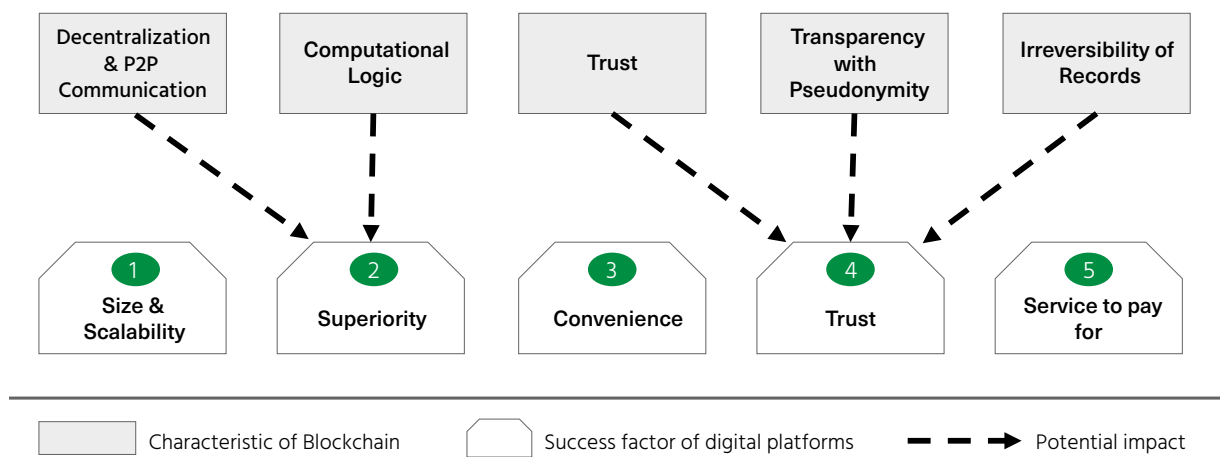 Decentralization
& P2P
Communication
Computational
Logic
Trust
Transparency
with
Pseudonymity
Irreversibility of
Records
1
Size &
Scalability
2
Superiority
3
Convenience
4
Trust
5
Service to pay
for
Characteristic of Blockchain
Success factor of digital platforms
Potential impact